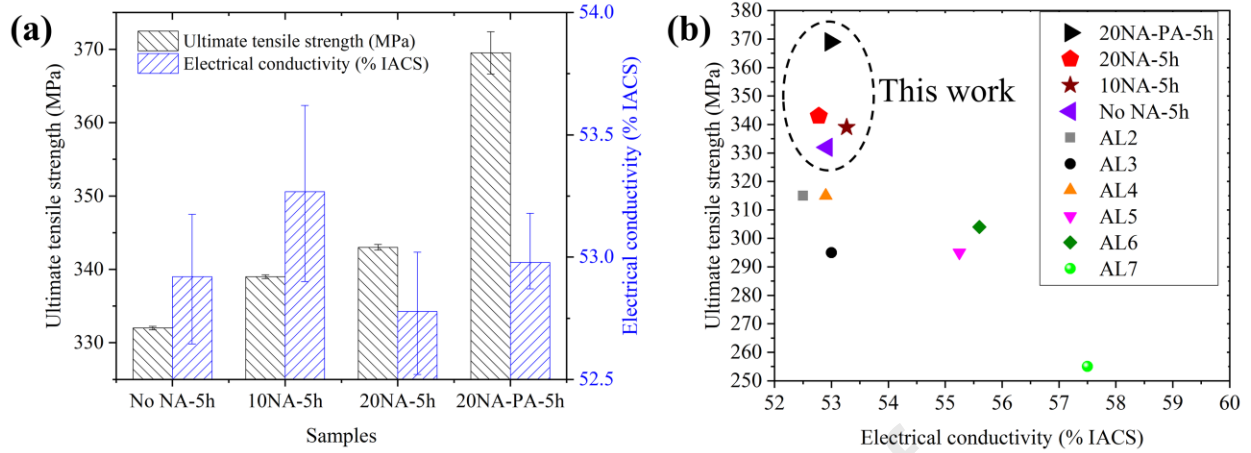 (a)
Ultimate tensile strength (MPa)
Electrical conductivity (% IACS)
370
360
350
340
330
Ultimate tensile strength (MPa)
54.0
53.5
53.0
52.5
Electrical conductivity (% IACS)
No NA-5h 10NA-5h 20NA-5h 20NA-PA-5h
Samples
(b)
380
370
360
350
340
330
320
310
300
290
280
270
260
250
Ultimate tensile strength (MPa)
This work
20NA-PA-5h
20NA-5h
10NA-5h
No NA-5h
AL2
AL3
AL4
AL5
AL6
AL7
52 53 54 55 56 57 58 59 60
Electrical conductivity (% IACS)